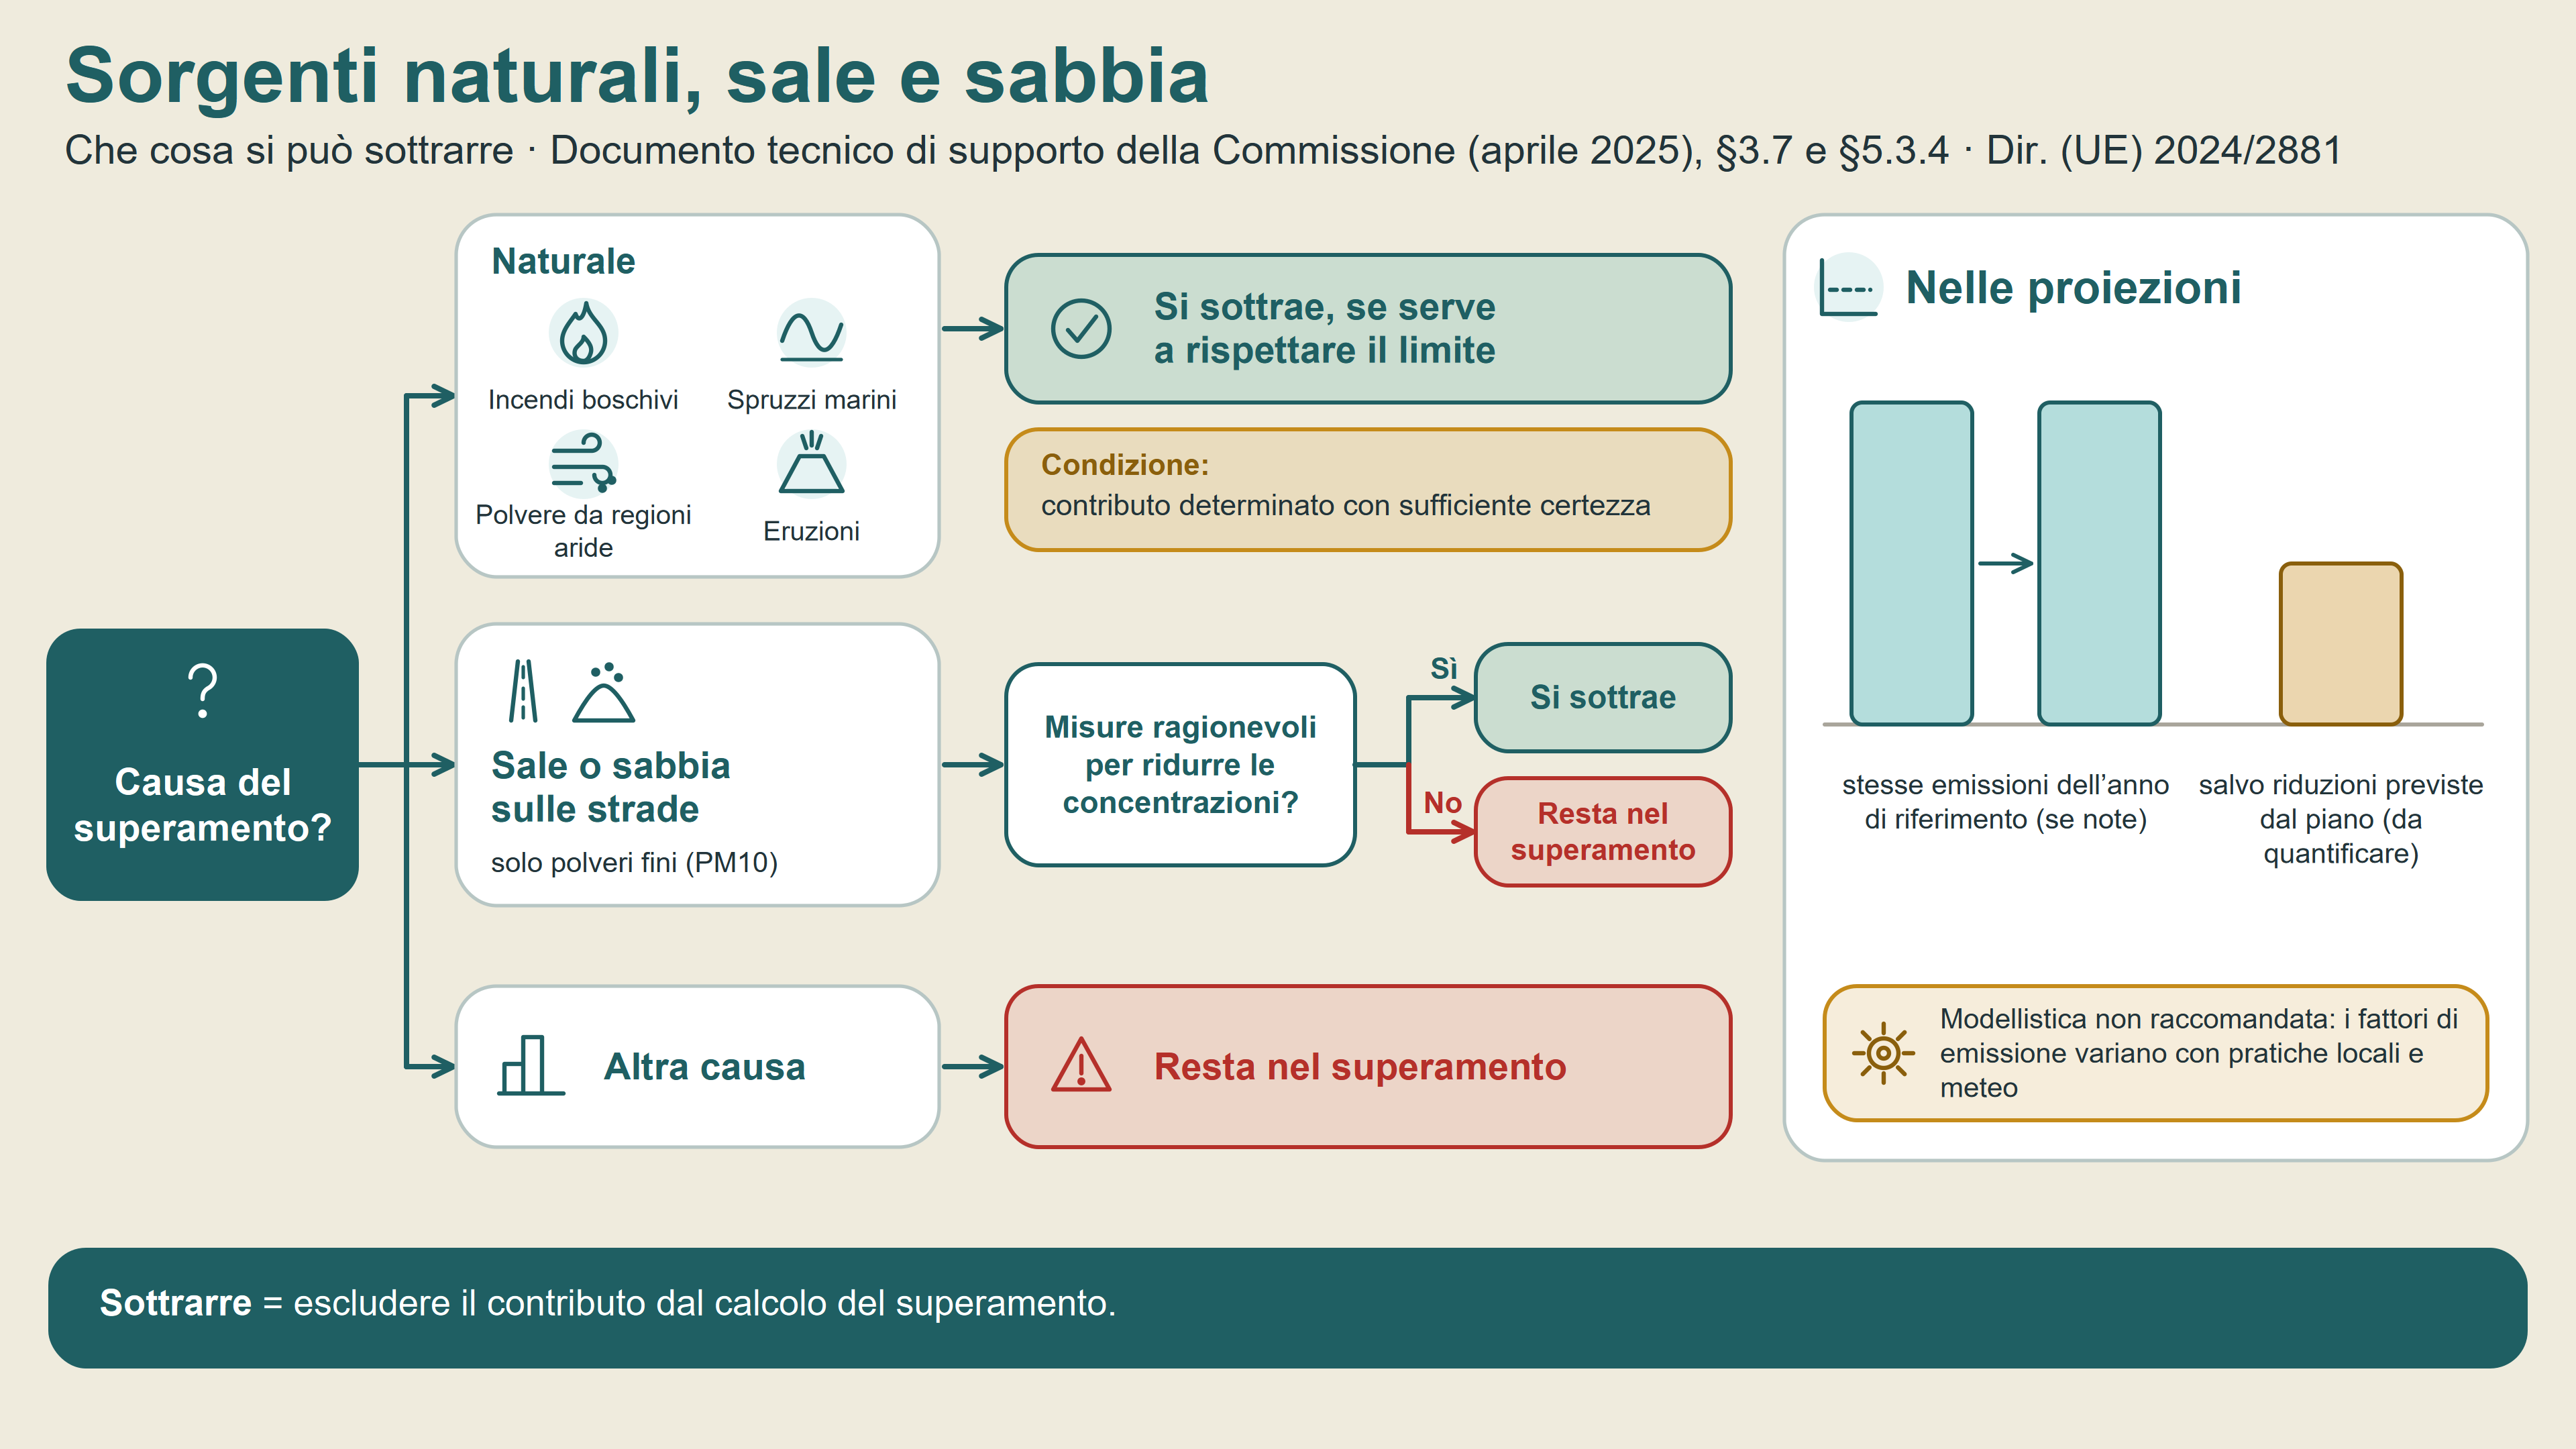 Sorgenti naturali, sale e sabbia
Che cosa si può sottrarre · Documento tecnico di supporto della Commissione (aprile 2025), §3.7 e §5.3.4 · Dir. (UE) 2024/2881
Causa del
superamento?
Naturale
Incendi boschivi
Spruzzi marini
Polvere da regioni
aride
Eruzioni
Si sottrae, se serve
a rispettare il limite
Condizione:
contributo determinato con sufficiente certezza
Sale o sabbia
sulle strade
solo polveri fini (PM10)
Misure ragionevoli
per ridurre le
concentrazioni?
Sì
Si sottrae
No
Resta nel
superamento
Altra causa
Resta nel superamento
Nelle proiezioni
stesse emissioni dell’anno
di riferimento (se note)
salvo riduzioni previste
dal piano (da
quantificare)
Modellistica non raccomandata: i fattori di
emissione variano con pratiche locali e
meteo
Sottrarre = escludere il contributo dal calcolo del superamento.